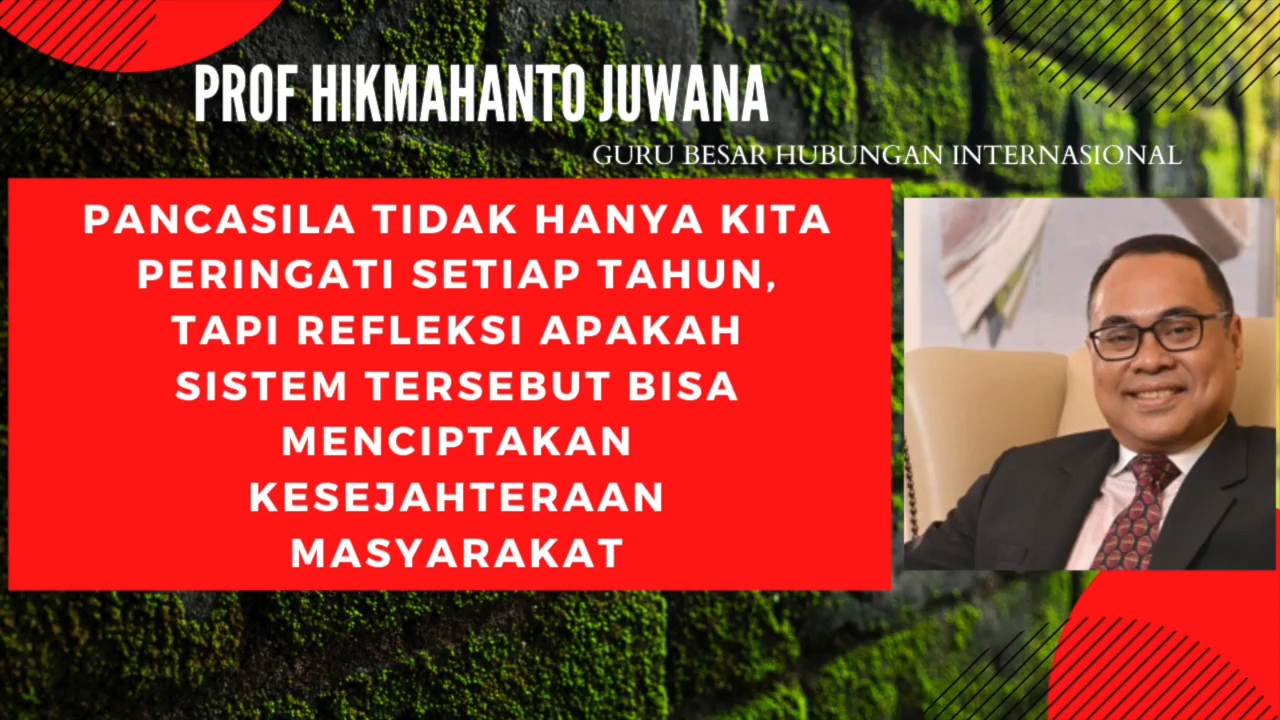 PROF HIKMAHANTO JUWANA
GURU BESAR HUBUNGAN INTERNASIONAL
PANCASILA TIDAK HANYA KITA
PERINGATI SETIAP TAHUN,
TAPI REFLEKSI APAKAH
SISTEM TERSEBUT BISA
MENCIPTAKAN
KESEJAHTERAAN
MASYARAKAT